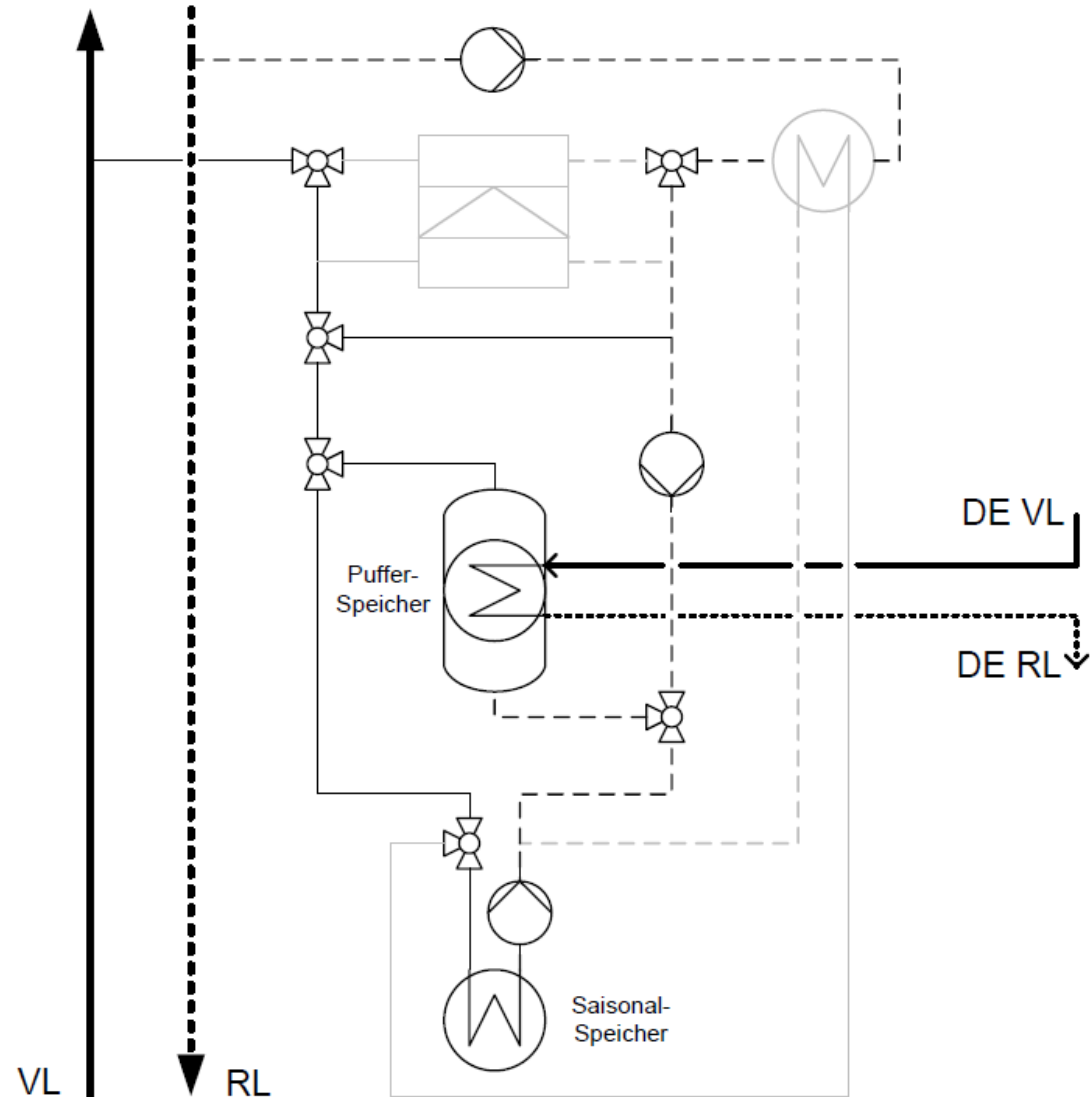 DE VL
Puffer-
Speicher
DE RL
Saisonal-
Speicher
VL
RL